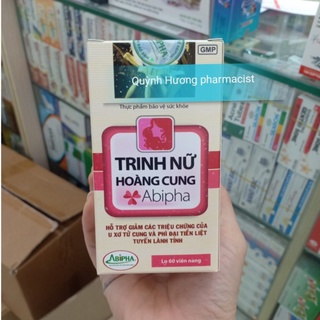 GMP
Quỳnh Hương pharmacist
Thực phẩm bảo vệ sức khỏe
TRINH NỮ
HOÀNG CUNG
Abipha
HỖ TRỢ GIẢM CÁC TRIỆU CHỨNG CỦA
U XƠ TỬ CUNG VÀ PHÌ ĐẠI TIỀN LIỆT
TUYẾN LÀNH TÍNH
ABIPHA
Lọ 60 viên nang